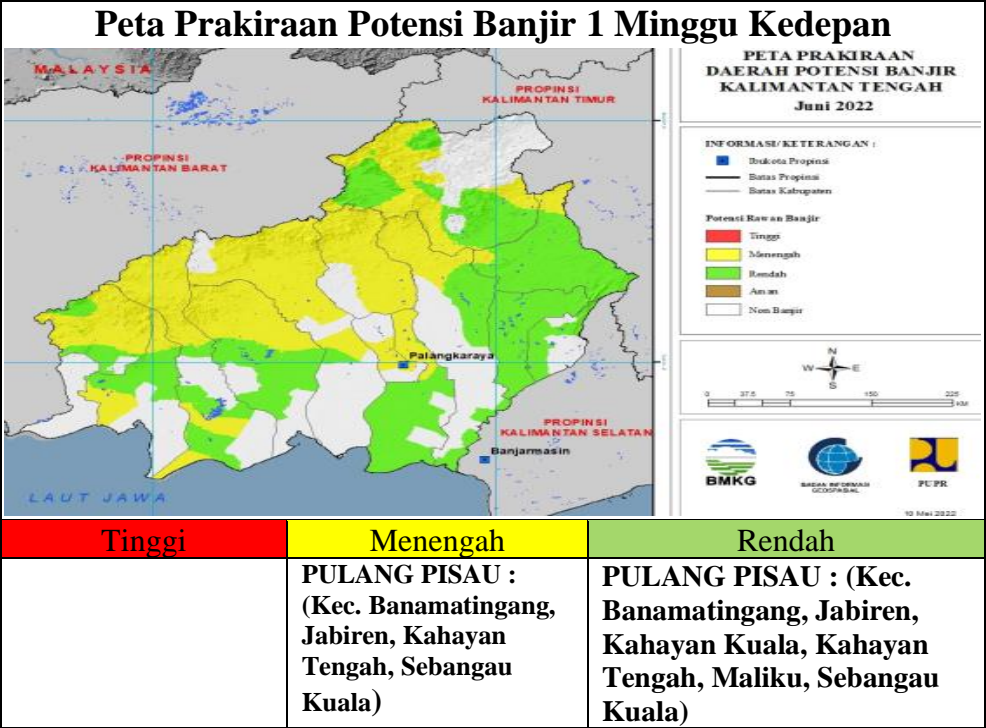 Peta Prakiraan Potensi Banjir 1 Minggu Kedepan
MALAYSIA
PROPINSI
KALIMANTAN TIMUR
PROPINSI
KALIMANTAN BARAT
Palangkaraya
PROPINSI
KALIMANTAN SELATAN
Banjarmasin
LAUT JAWA
PETA PRAKIRAAN
DAERAH POTENSI BANJIR
KALIMANTAN TENGAH
Juni 2022
INFORMASI/KETERANGAN :
Ibukota Propinsi
Batas Propinsi
Batas Kabupaten
Potensi Rawan Banjir
Tinggi
Menengah
Rendah
Aman
Non Banjir
N
W E
S
0 37.5 75 150 225
KM
BMKG
BADAN INFORMASI
GEOSPASIAL
PUPR
10 Mei 2022
Tinggi Menengah Rendah
PULANG PISAU :
(Kec. Banamatingang,
Jabiren, Kahayan
Tengah, Sebangau
Kuala)
PULANG PISAU : (Kec.
Banamatingang, Jabiren,
Kahayan Kuala, Kahayan
Tengah, Maliku, Sebangau
Kuala)